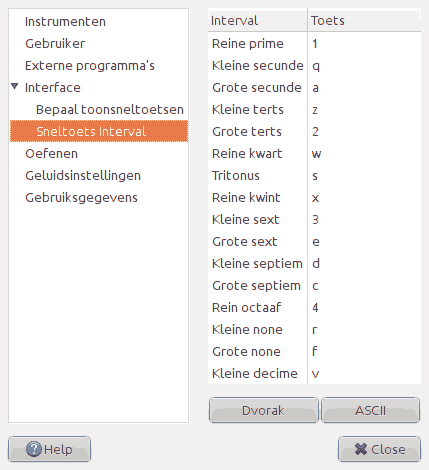 Instrumenten
Gebruiker
Externe programma's
Interface
Bepaal toonsneltoetsen
Sneltoets Interval
Oefenen
Geluidsinstellingen
Gebruiksgegevens
Interval Toets
Reine prime 1
Kleine secunde q
Grote secunde a
Kleine terts z
Grote terts 2
Reine kwart w
Tritonus s
Reine kwint x
Kleine sext 3
Grote sext e
Kleine septiem d
Grote septiem c
Rein octaaf 4
Kleine none r
Grote none f
Kleine decime v
Dvorak ASCII
Help Close